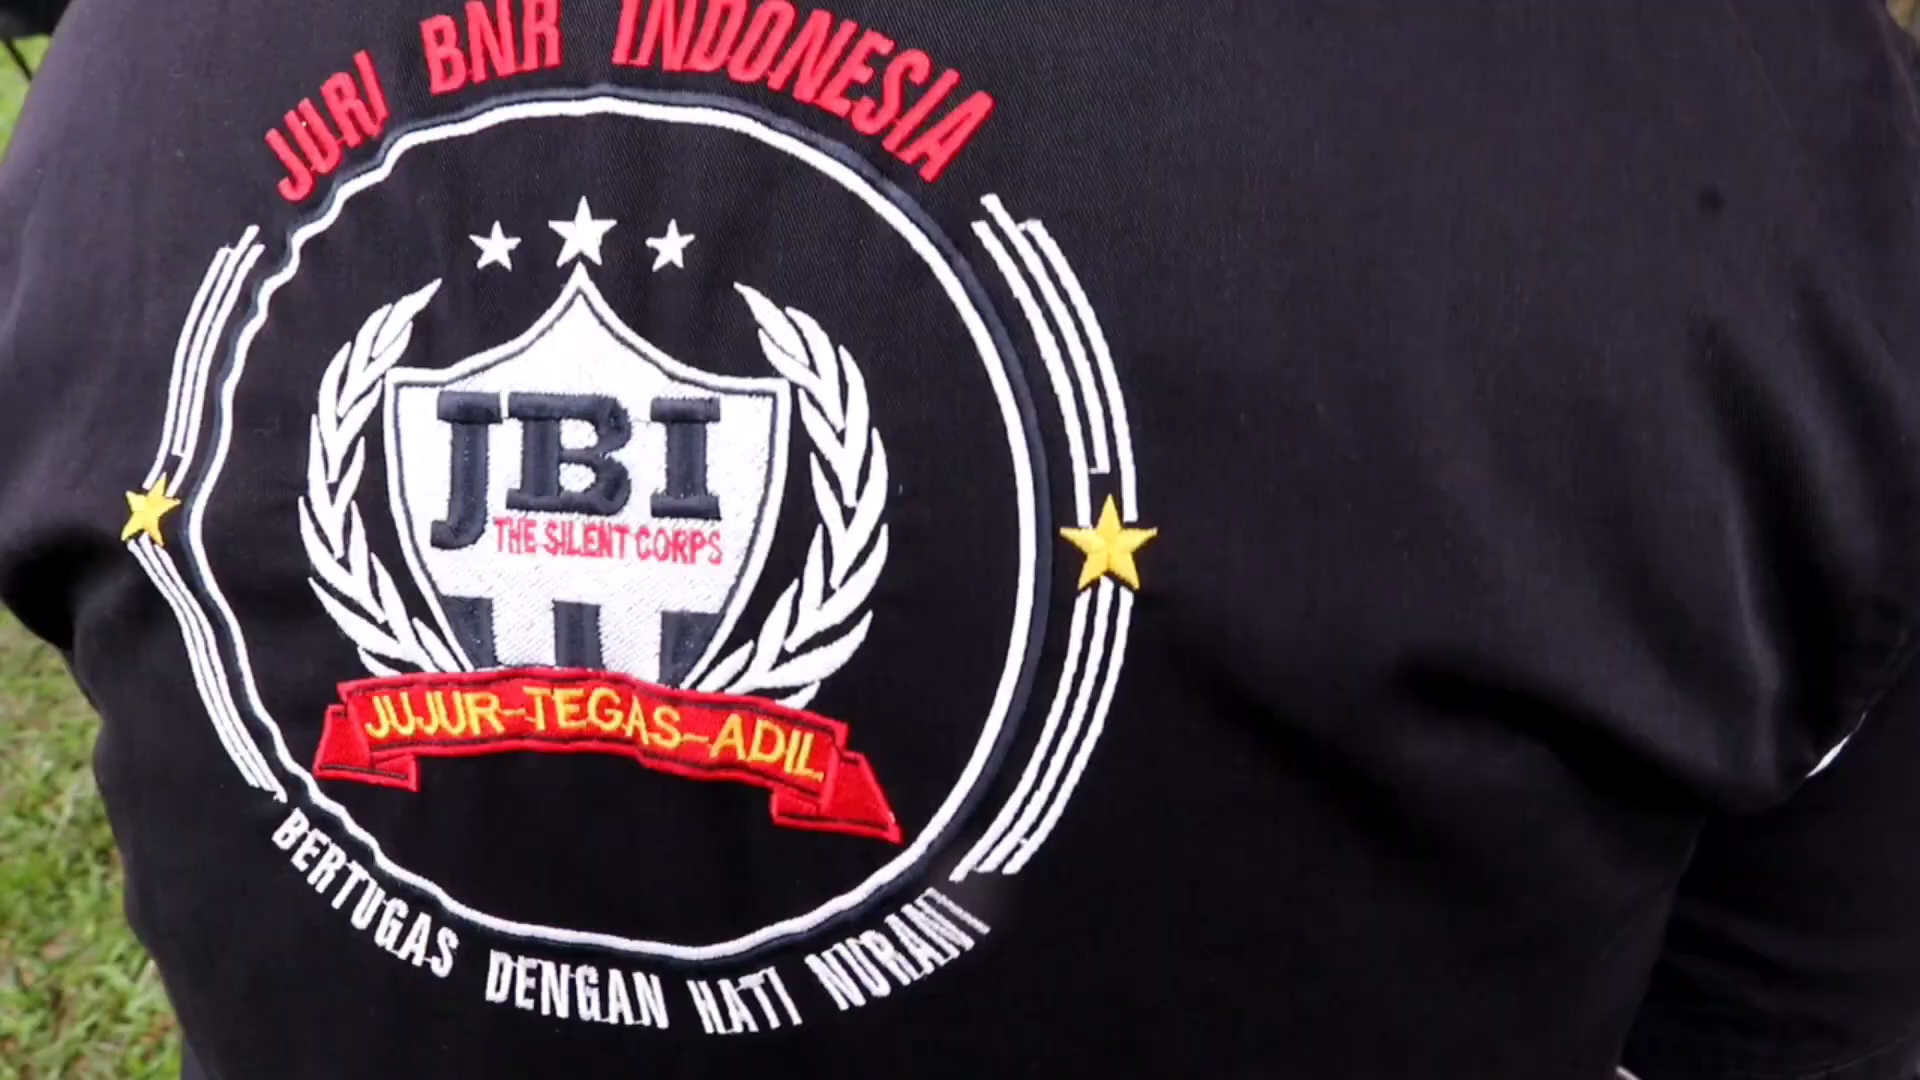 JURI BNR INDONESIA
JBI
THE SILENT CORPS
JUJUR-TEGAS-ADIL
BERTUGAS DENGAN HATI NURANI